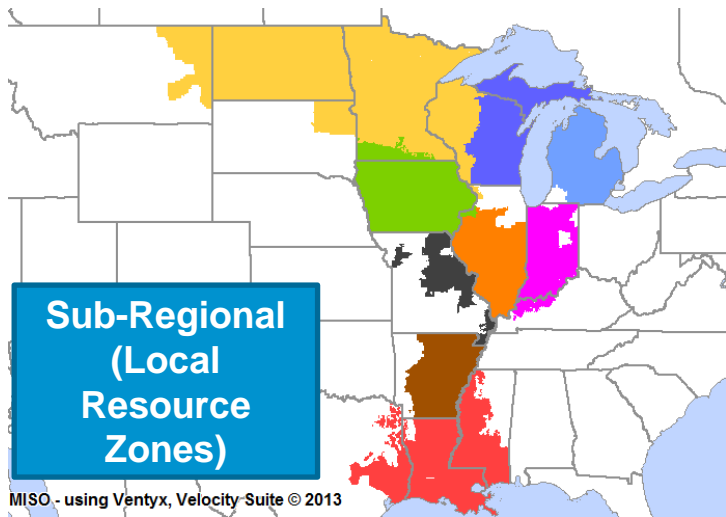 Sub-Regional
(Local
Resource
Zones)
MISO - using Ventyx, Velocity Suite © 2013